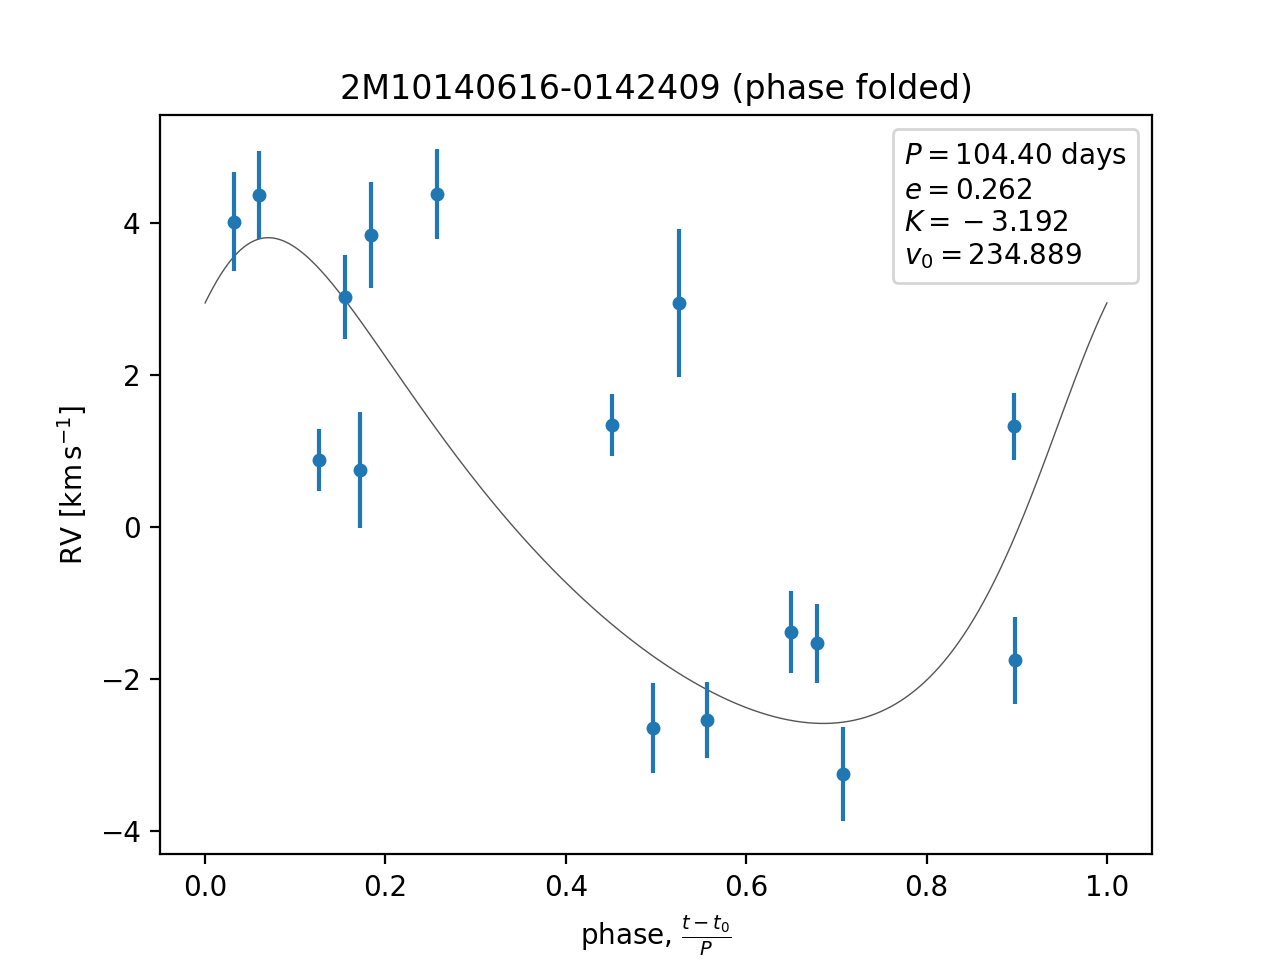 2M10140616-0142409 (phase folded)
P = 104.40 days
e = 0.262
K = −3.192
v₀ = 234.889
4
2
0
−2
−4
RV [km s⁻¹]
0.0 0.2 0.4 0.6 0.8 1.0
phase, (t − t₀)/P